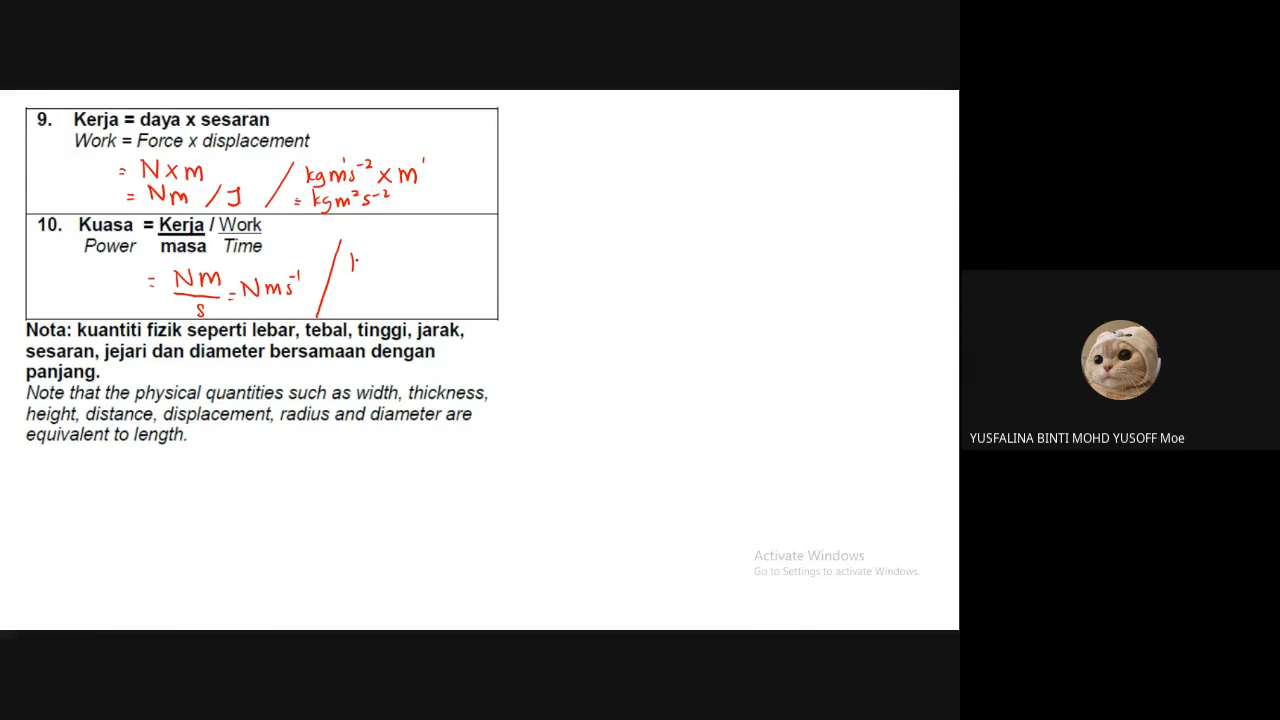 9. Kerja = daya x sesaran
Work = Force x displacement
= N x m / kgm¹s⁻² x m¹
= Nm / J = kgm²s⁻²
10. Kuasa = Kerja / Work
Power masa Time
= Nm/s = Nms⁻¹ /
Nota: kuantiti fizik seperti lebar, tebal, tinggi, jarak,
sesaran, jejari dan diameter bersamaan dengan
panjang.
Note that the physical quantities such as width, thickness,
height, distance, displacement, radius and diameter are
equivalent to length.
YUSFALINA BINTI MOHD YUSOFF Moe
Activate Windows
Go to Settings to activate Windows.